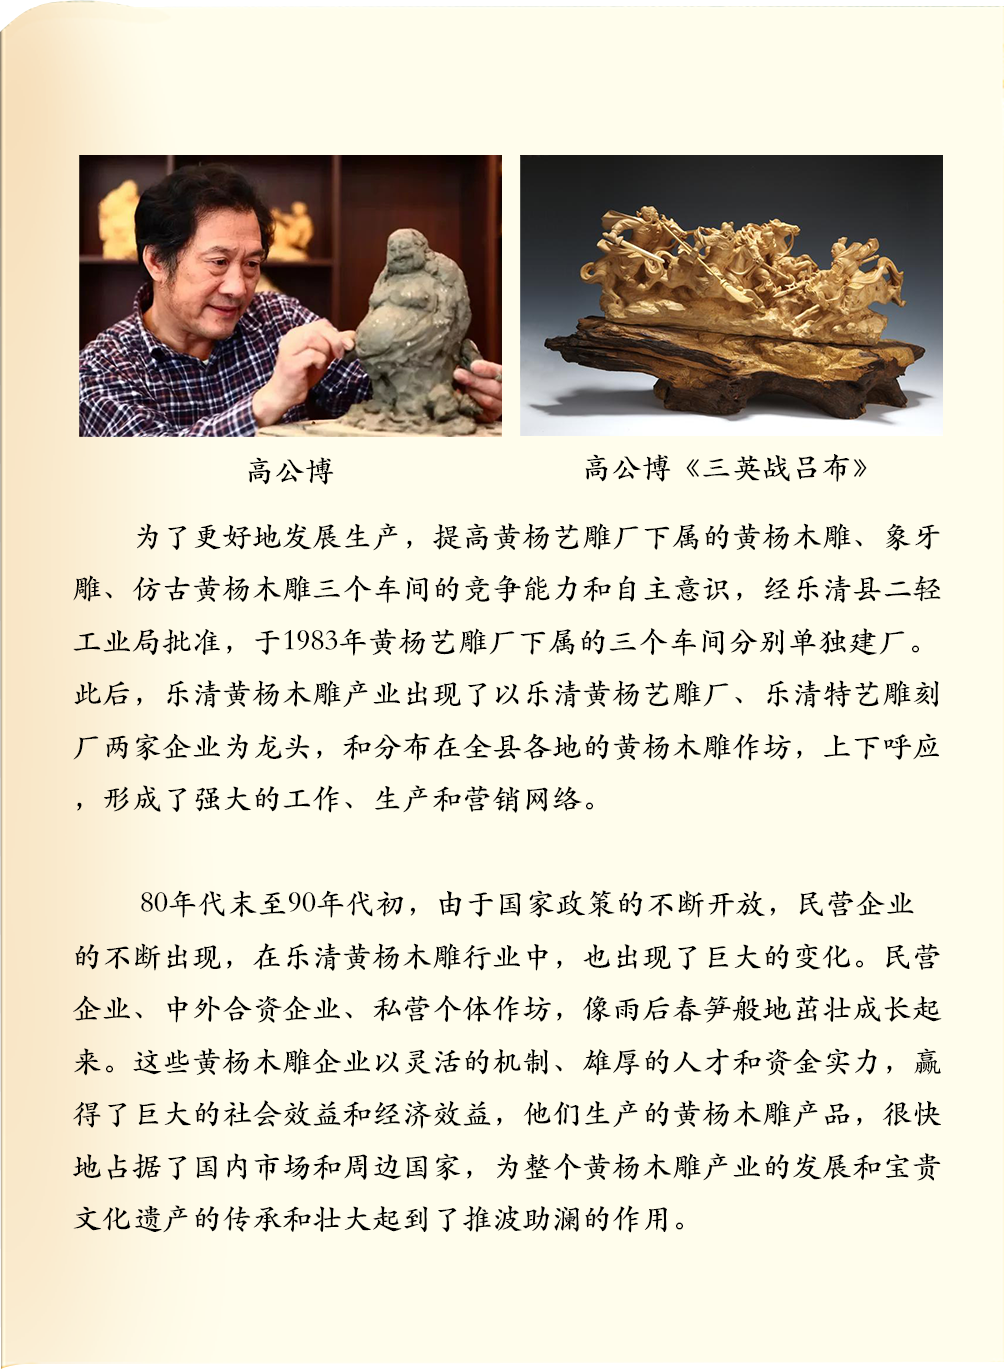 高公博
高公博《三英战吕布》
为了更好地发展生产，提高黄杨艺雕厂下属的黄杨木雕、象牙
雕、仿古黄杨木雕三个车间的竞争能力和自主意识，经乐清县二轻
工业局批准，于1983年黄杨艺雕厂下属的三个车间分别单独建厂。
此后，乐清黄杨木雕产业出现了以乐清黄杨艺雕厂、乐清特艺雕刻
厂两家企业为龙头，和分布在全县各地的黄杨木雕作坊，上下呼应
，形成了强大的工作、生产和营销网络。
80年代末至90年代初，由于国家政策的不断开放，民营企业
的不断出现，在乐清黄杨木雕行业中，也出现了巨大的变化。民营
企业、中外合资企业、私营个体作坊，像雨后春笋般地茁壮成长起
来。这些黄杨木雕企业以灵活的机制、雄厚的人才和资金实力，赢
得了巨大的社会效益和经济效益，他们生产的黄杨木雕产品，很快
地占据了国内市场和周边国家，为整个黄杨木雕产业的发展和宝贵
文化遗产的传承和壮大起到了推波助澜的作用。